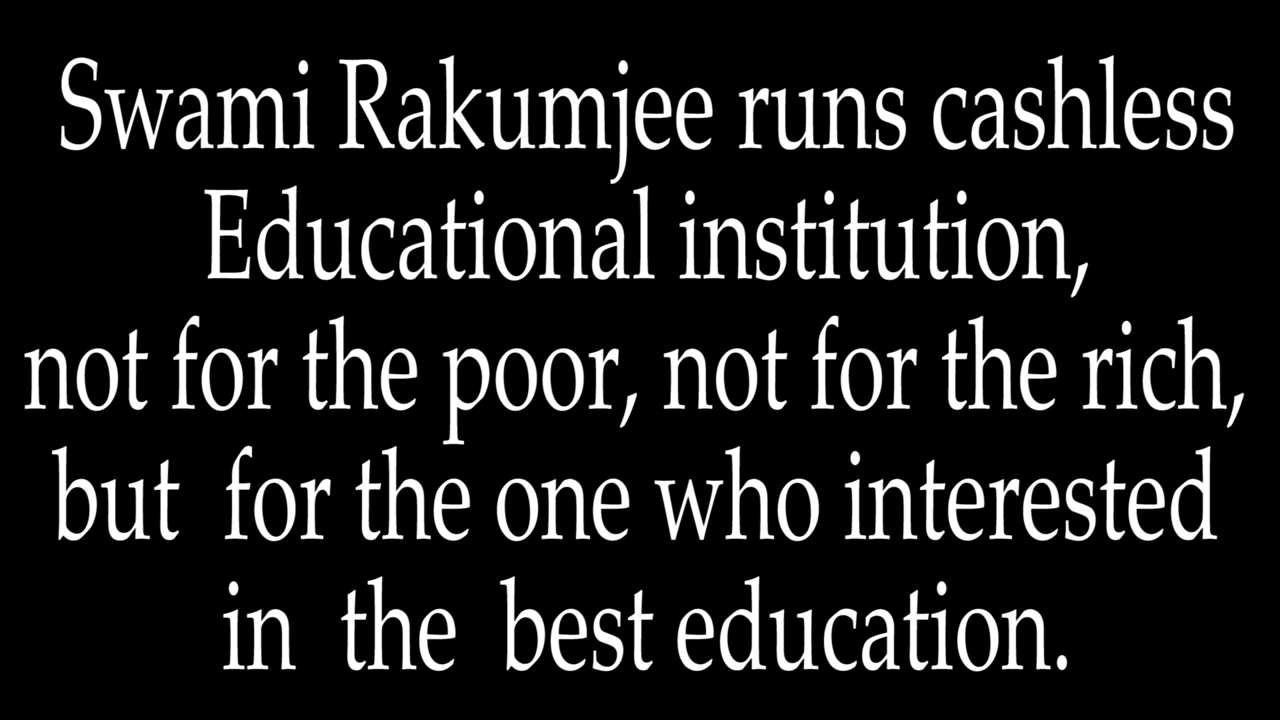 Swami Rakumjee runs cashless
Educational institution,
not for the poor, not for the rich,
but for the one who interested
in the best education.